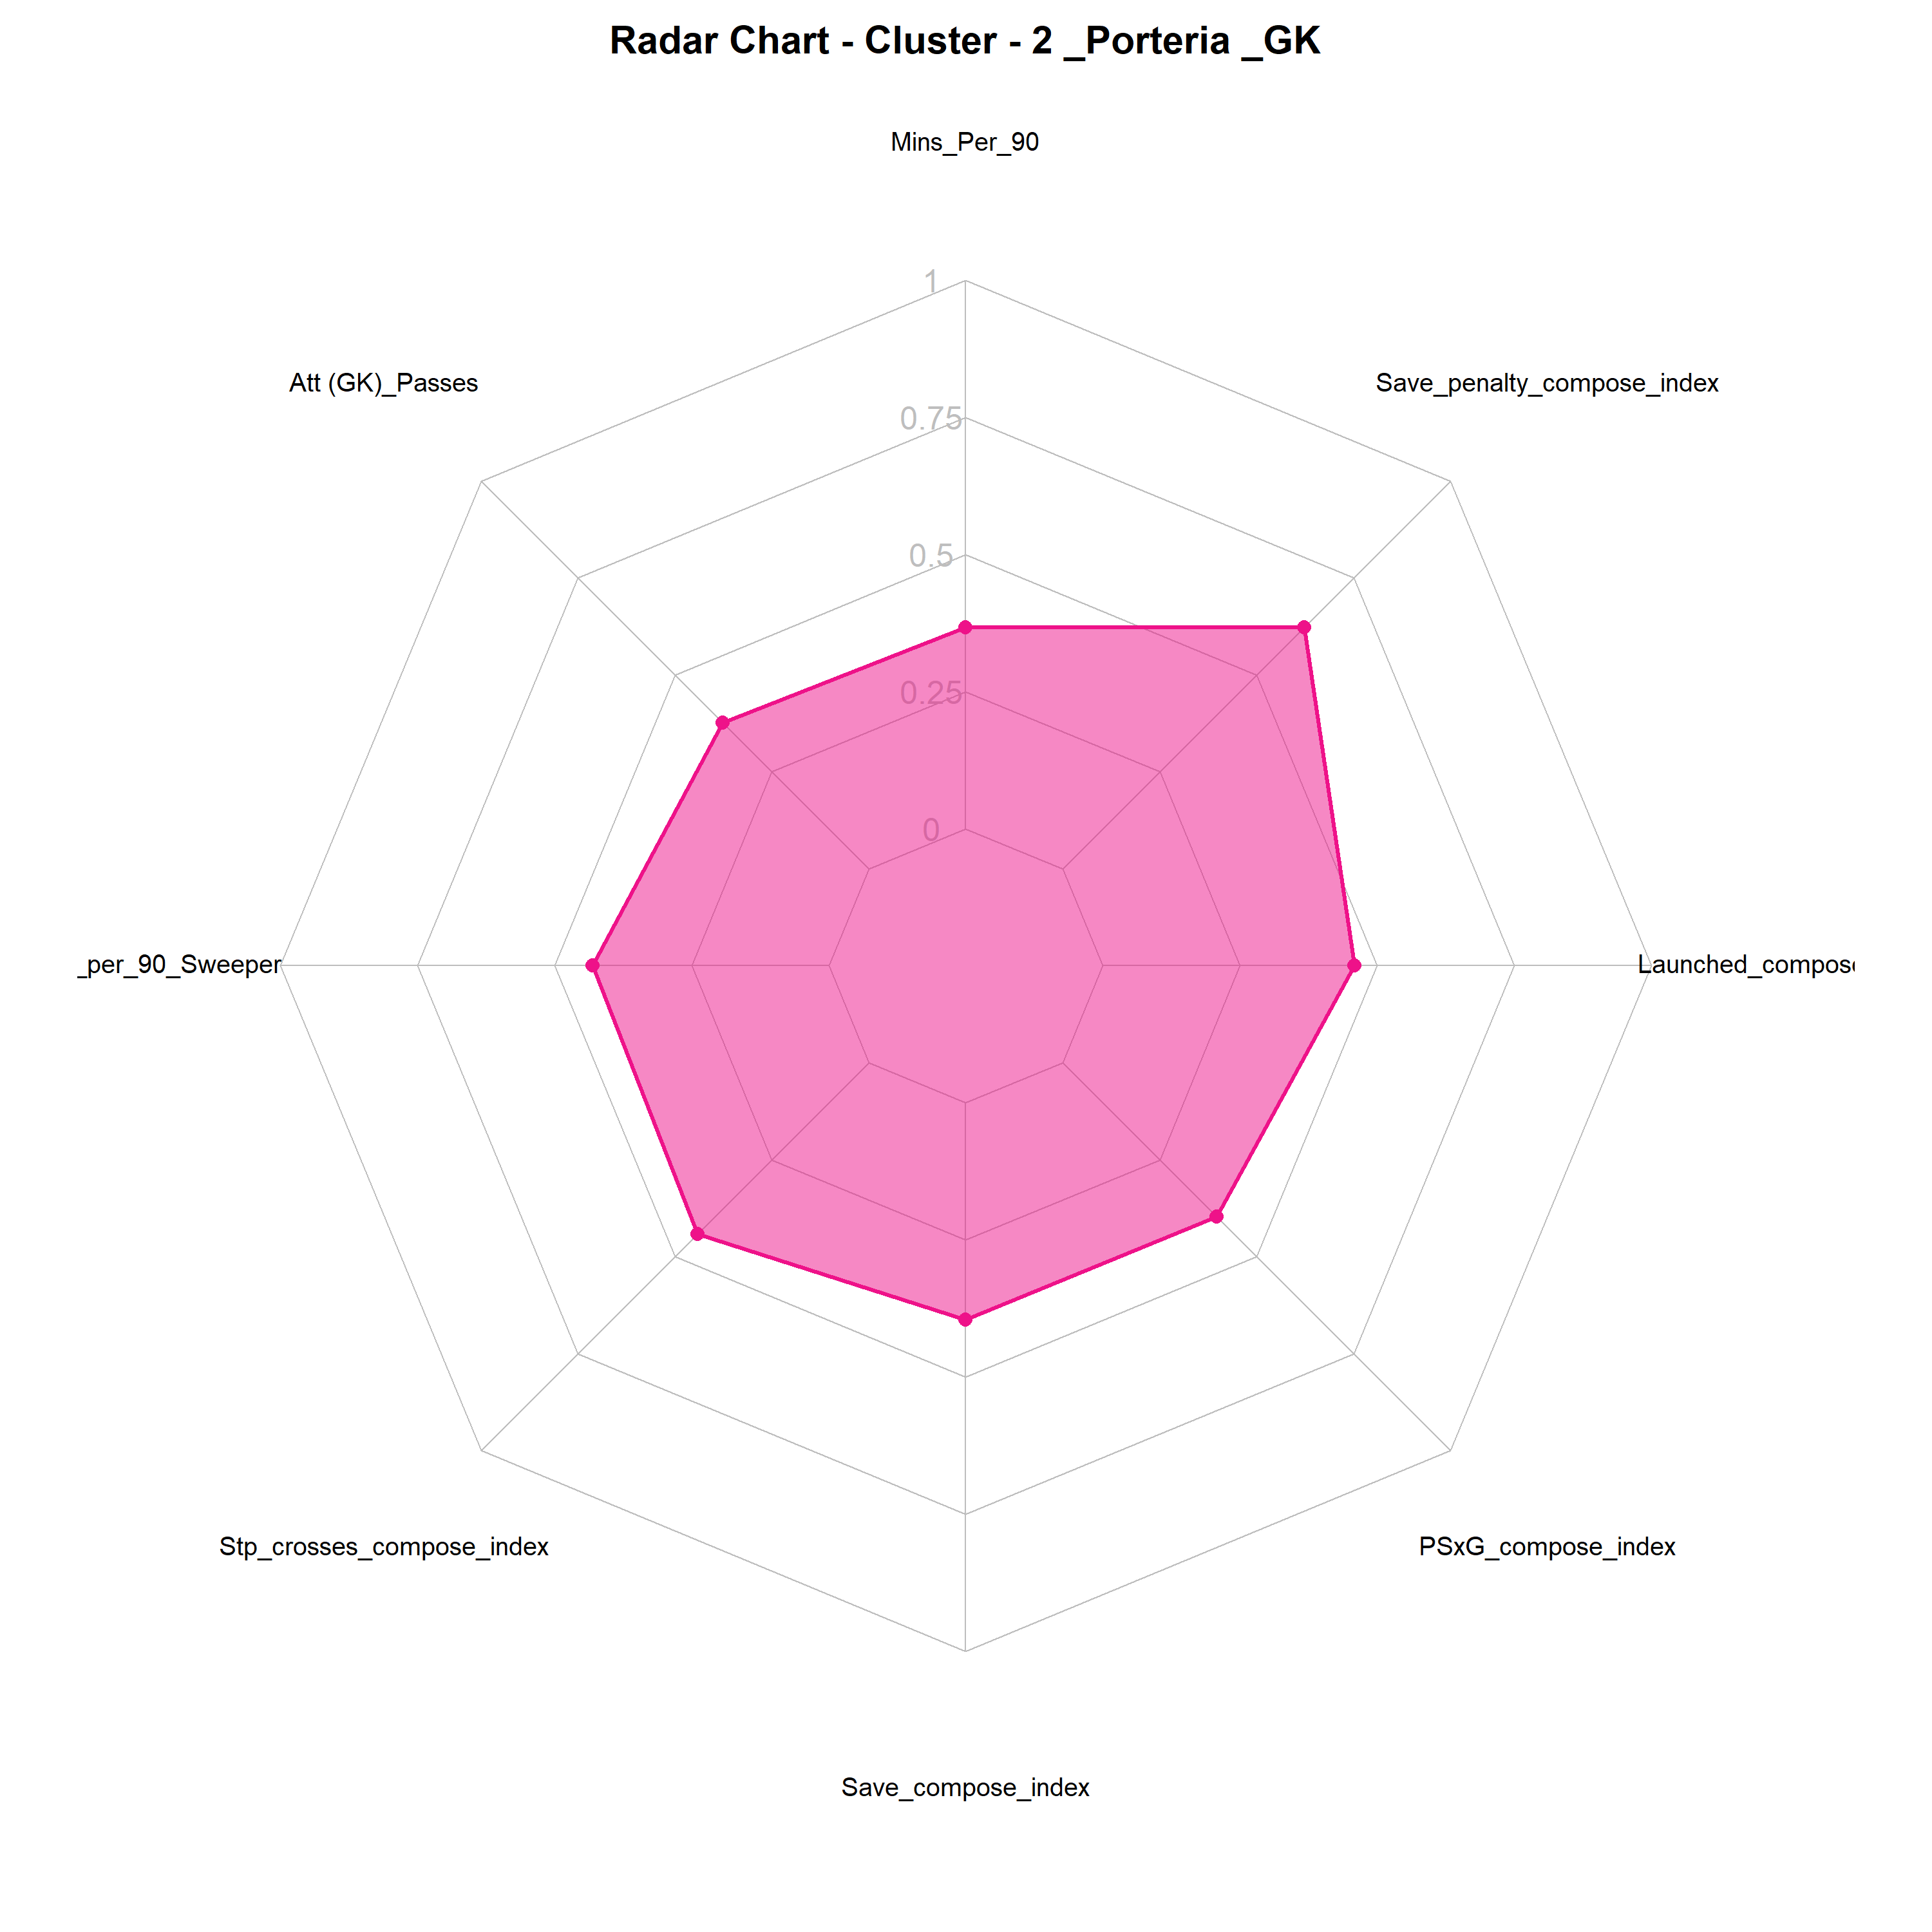 Radar Chart - Cluster - 2 _Porteria _GK
Mins_Per_90
1
Att (GK)_Passes
Save_penalty_compose_index
0.75
0.5
0.25
0
_per_90_Sweeper
Launched_compos
Stp_crosses_compose_index
PSxG_compose_index
Save_compose_index